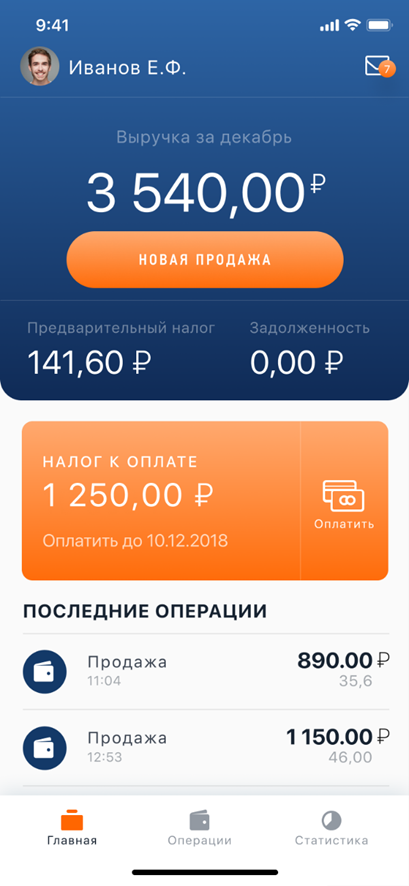 9:41
Иванов Е.Ф.
7
Выручка за декабрь
3 540,00 ₽
НОВАЯ ПРОДАЖА
Предварительный налог
Задолженность
141,60 ₽
0,00 ₽
НАЛОГ К ОПЛАТЕ
1 250,00 ₽
Оплатить до 10.12.2018
Оплатить
ПОСЛЕДНИЕ ОПЕРАЦИИ
Продажа
890.00 ₽
11:04
35,6
Продажа
1 150.00 ₽
12:53
46,00
Главная
Операции
Статистика